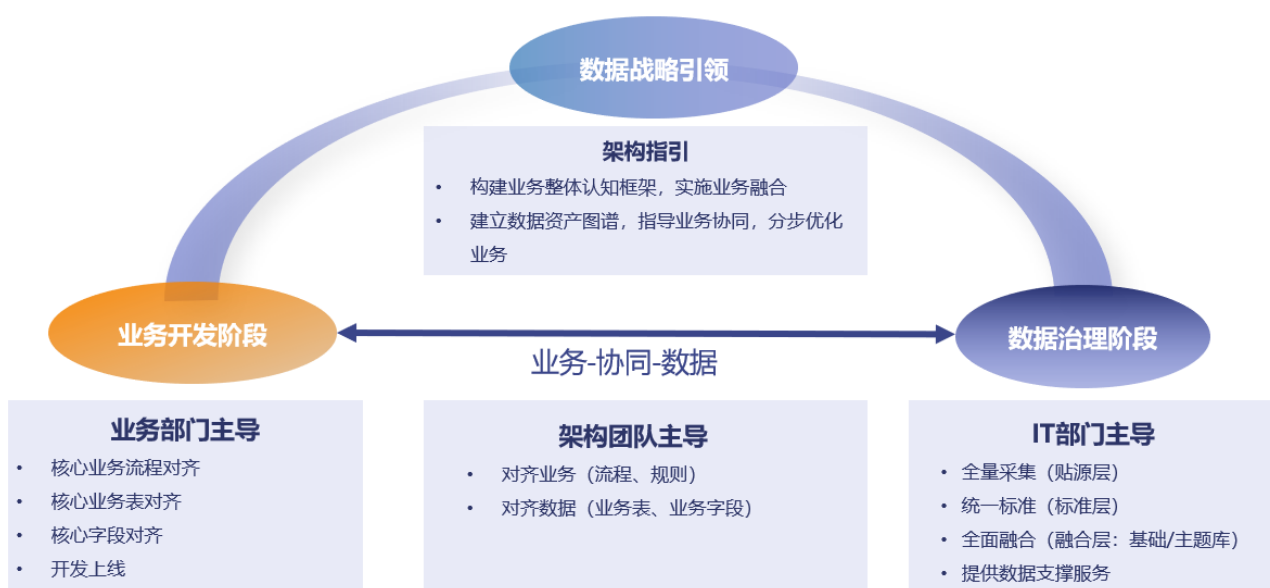 数据战略引领
架构指引
• 构建业务整体认知框架，实施业务融合
• 建立数据资产图谱，指导业务协同，分步优化
业务
业务开发阶段
业务-协同-数据
数据治理阶段
业务部门主导
• 核心业务流程对齐
• 核心业务表对齐
• 核心字段对齐
• 开发上线
架构团队主导
• 对齐业务（流程、规则）
• 对齐数据（业务表、业务字段）
IT部门主导
• 全量采集（贴源层）
• 统一标准（标准层）
• 全面融合（融合层：基础/主题库）
• 提供数据支撑服务